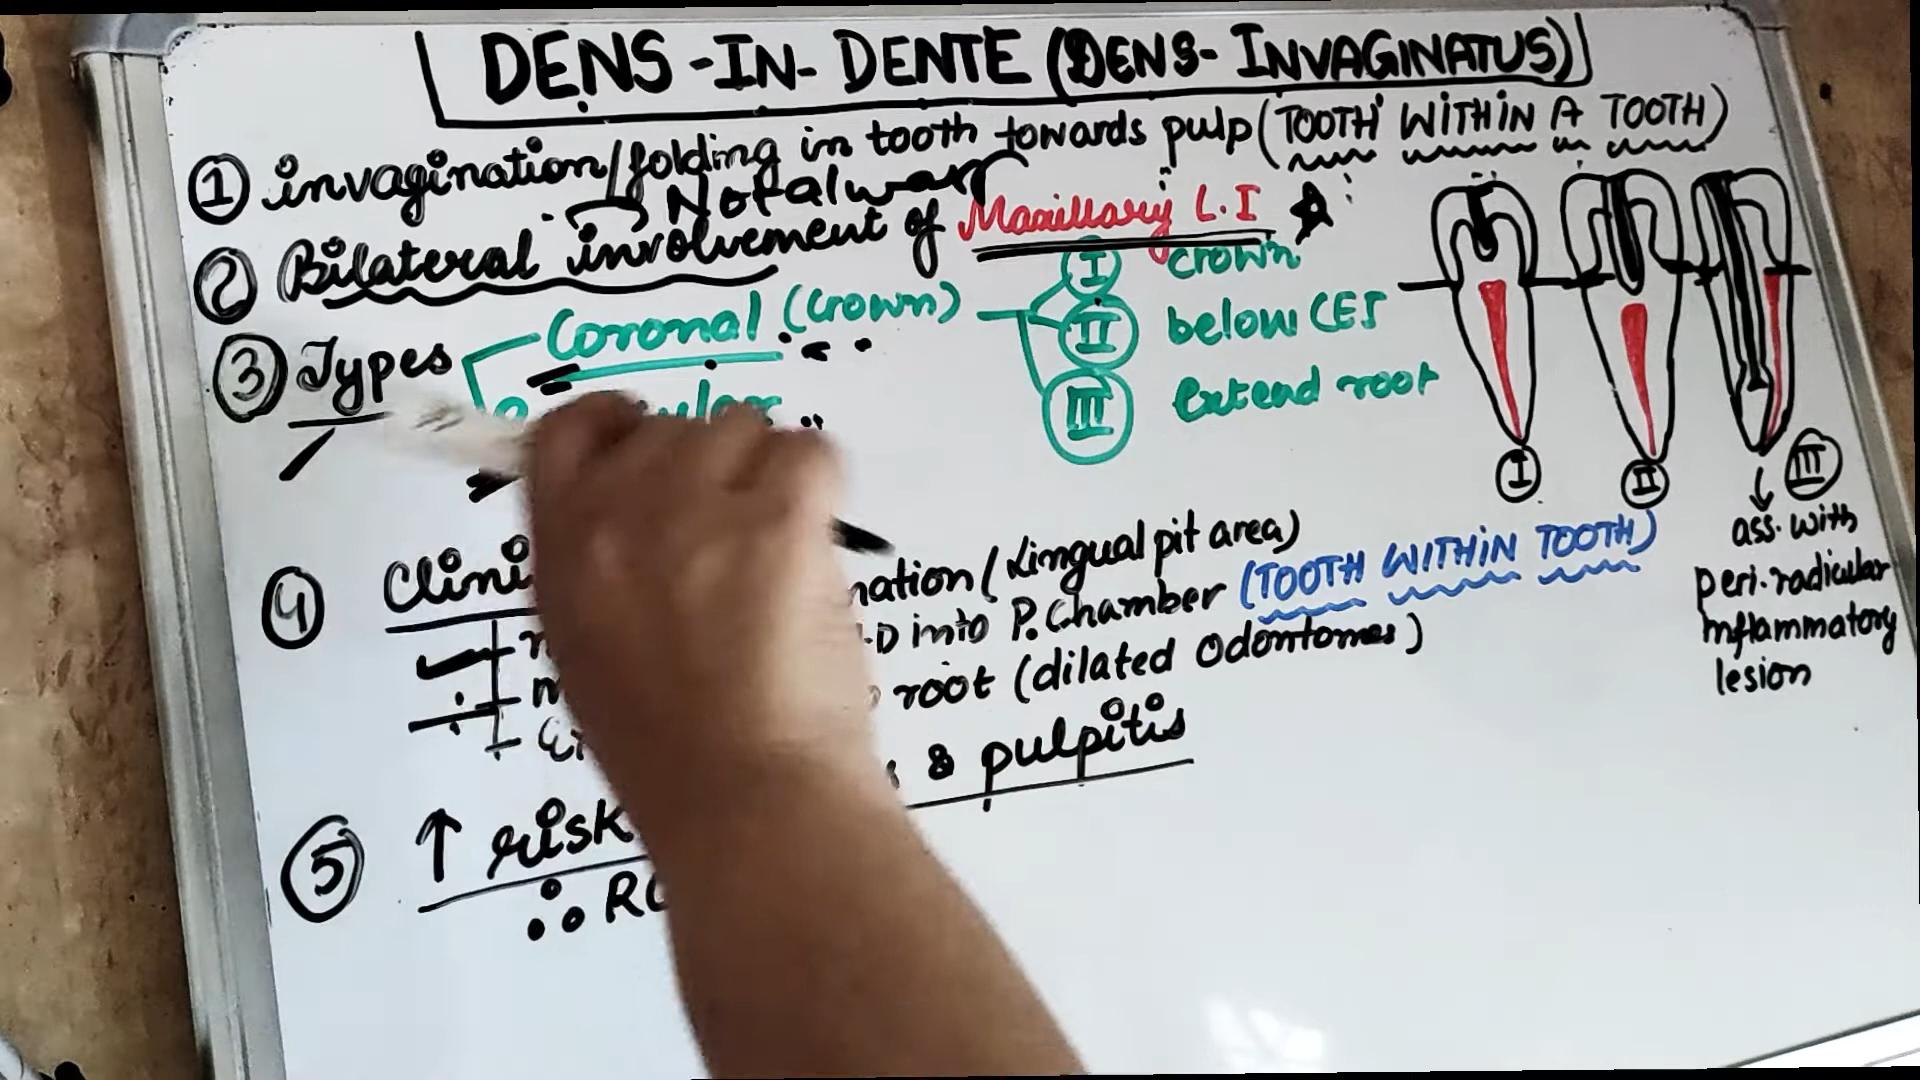 DENS-IN-DENTE (DENS-INVAGINATUS)
① invagination/folding in tooth towards pulp (TOOTH WITHIN A TOOTH)
Not always
② Bilateral involvement of Maxillary L.I
③ Types
Coronal (Crown)
I crown
II below CEJ
III Extend root
I
II
III
ass. with
peri-radicular
inflammatory
lesion
④
(Lingual pit area)
into P. Chamber (TOOTH WITHIN TOOTH)
root (dilated Odontomes)
⑤ ↑ risk
& pulpitis
∴